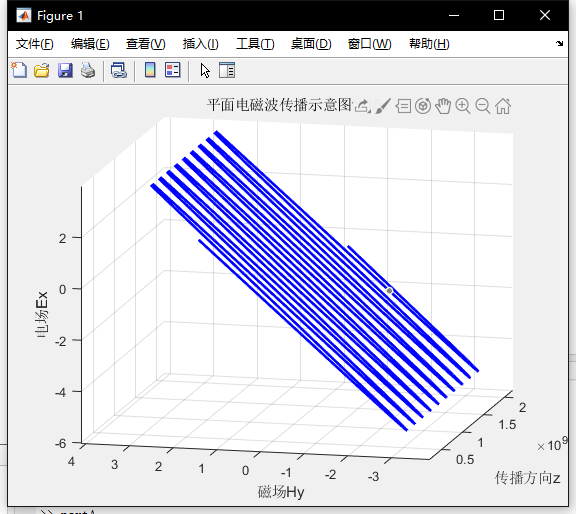 Figure 1
文件(F) 编辑(E) 查看(V) 插入(I) 工具(T) 桌面(D) 窗口(W) 帮助(H)
平面电磁波传播示意图
2
0
-2
-4
-6
电场Ex
4 3 2 1 0 -1 -2 -3
磁场Hy
0.5 1 1.5 2
×10⁹
传播方向z